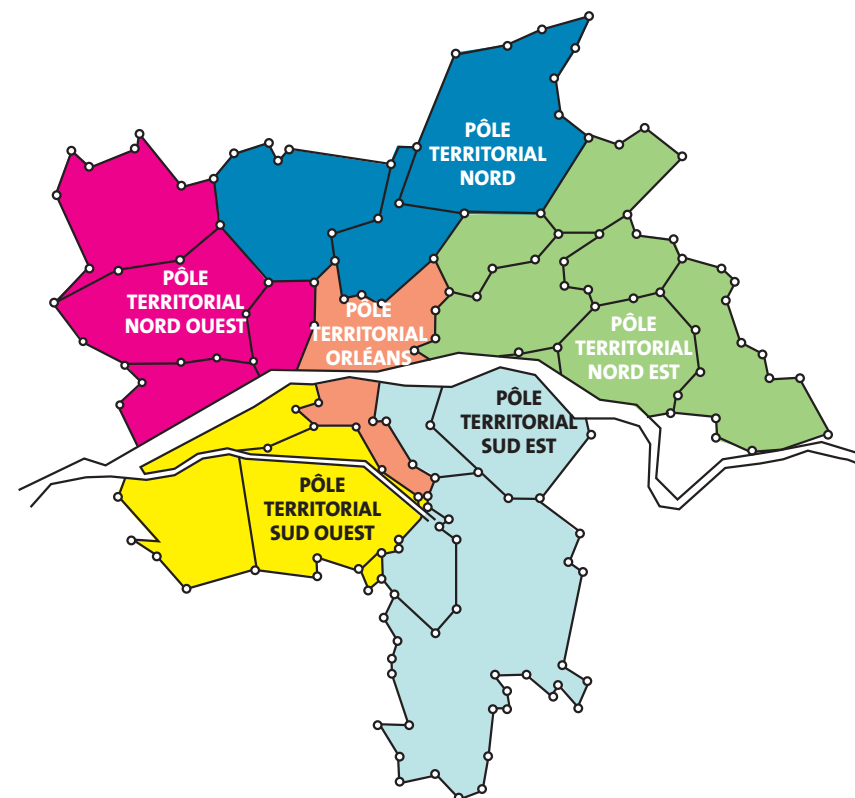 PÔLE
TERRITORIAL
NORD
PÔLE
TERRITORIAL
NORD OUEST
PÔLE
TERRITORIAL
ORLÉANS
PÔLE
TERRITORIAL
NORD EST
PÔLE
TERRITORIAL
SUD EST
PÔLE
TERRITORIAL
SUD OUEST